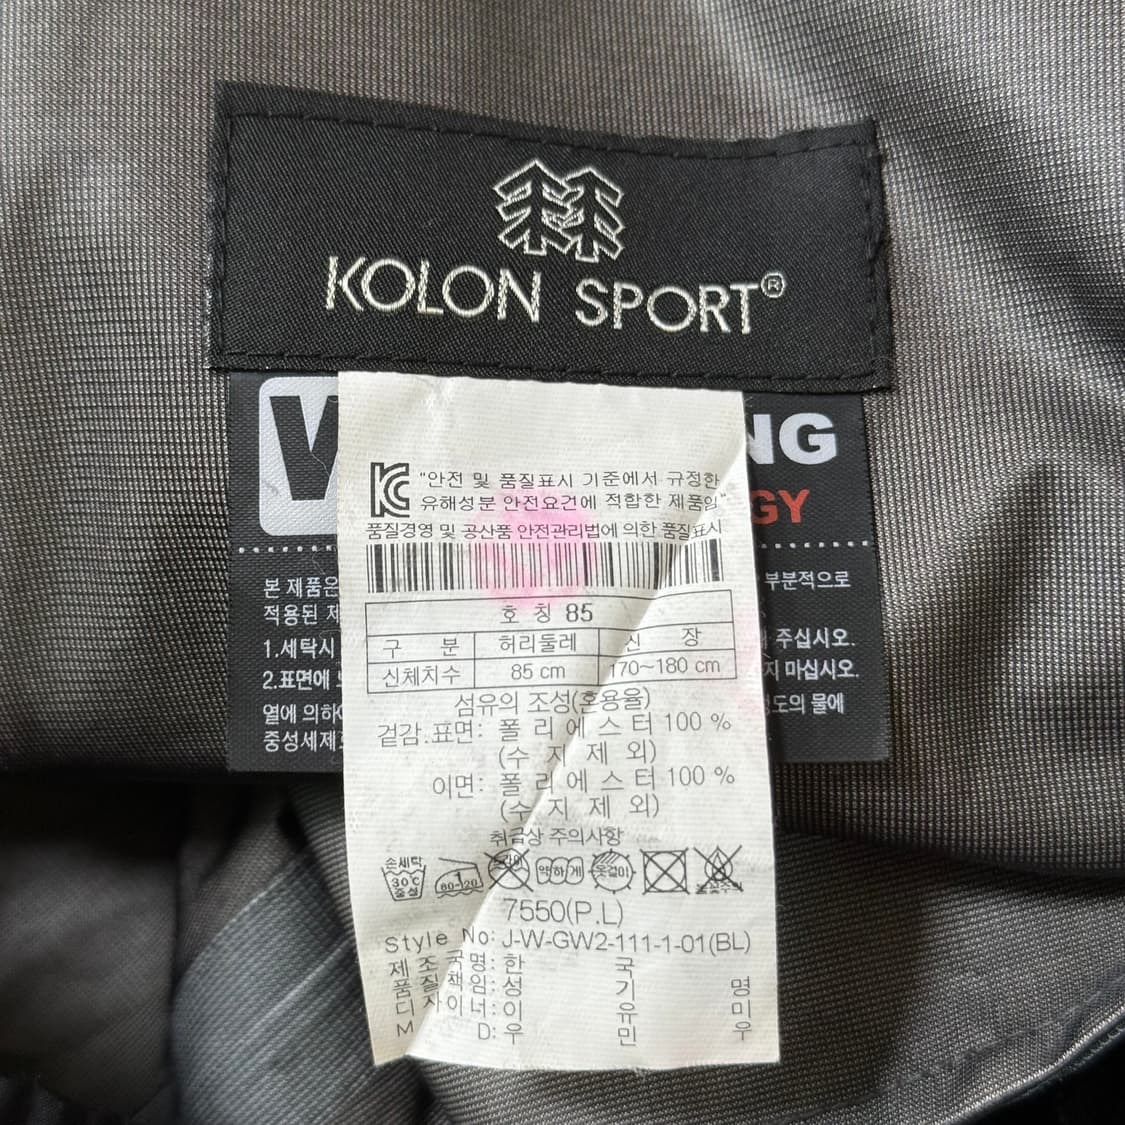 KOLON SPORT®
NG
GY
KC "안전 및 품질표시 기준에서 규정한
유해성분 안전요건에 적합한 제품임"
품질경영 및 공산품 안전관리법에 의한 품질표시
호 칭 85
구 분 허리둘레 신 장
신체치수 85 cm 170~180 cm
섬유의 조성(혼용율)
겉감.표면: 폴 리 에 스 터 100 %
(수 지 제 외)
이면: 폴 리 에 스 터 100 %
(수 지 제 외)
취급상 주의사항
손세탁 30℃ 중성 약하게 옷걸이
7550(P.L)
Style No: J-W-GW2-111-1-01(BL)
제 조 국 명: 한 국
품 질 책 임: 성 기 명
디 자 이 너: 이 유 미
M D: 우 민 우
본 제품은 부분적으로
적용된
1.세탁시 주십시오.
2.표면에 마십시오.
열에 의하 도의 물에
중성세제